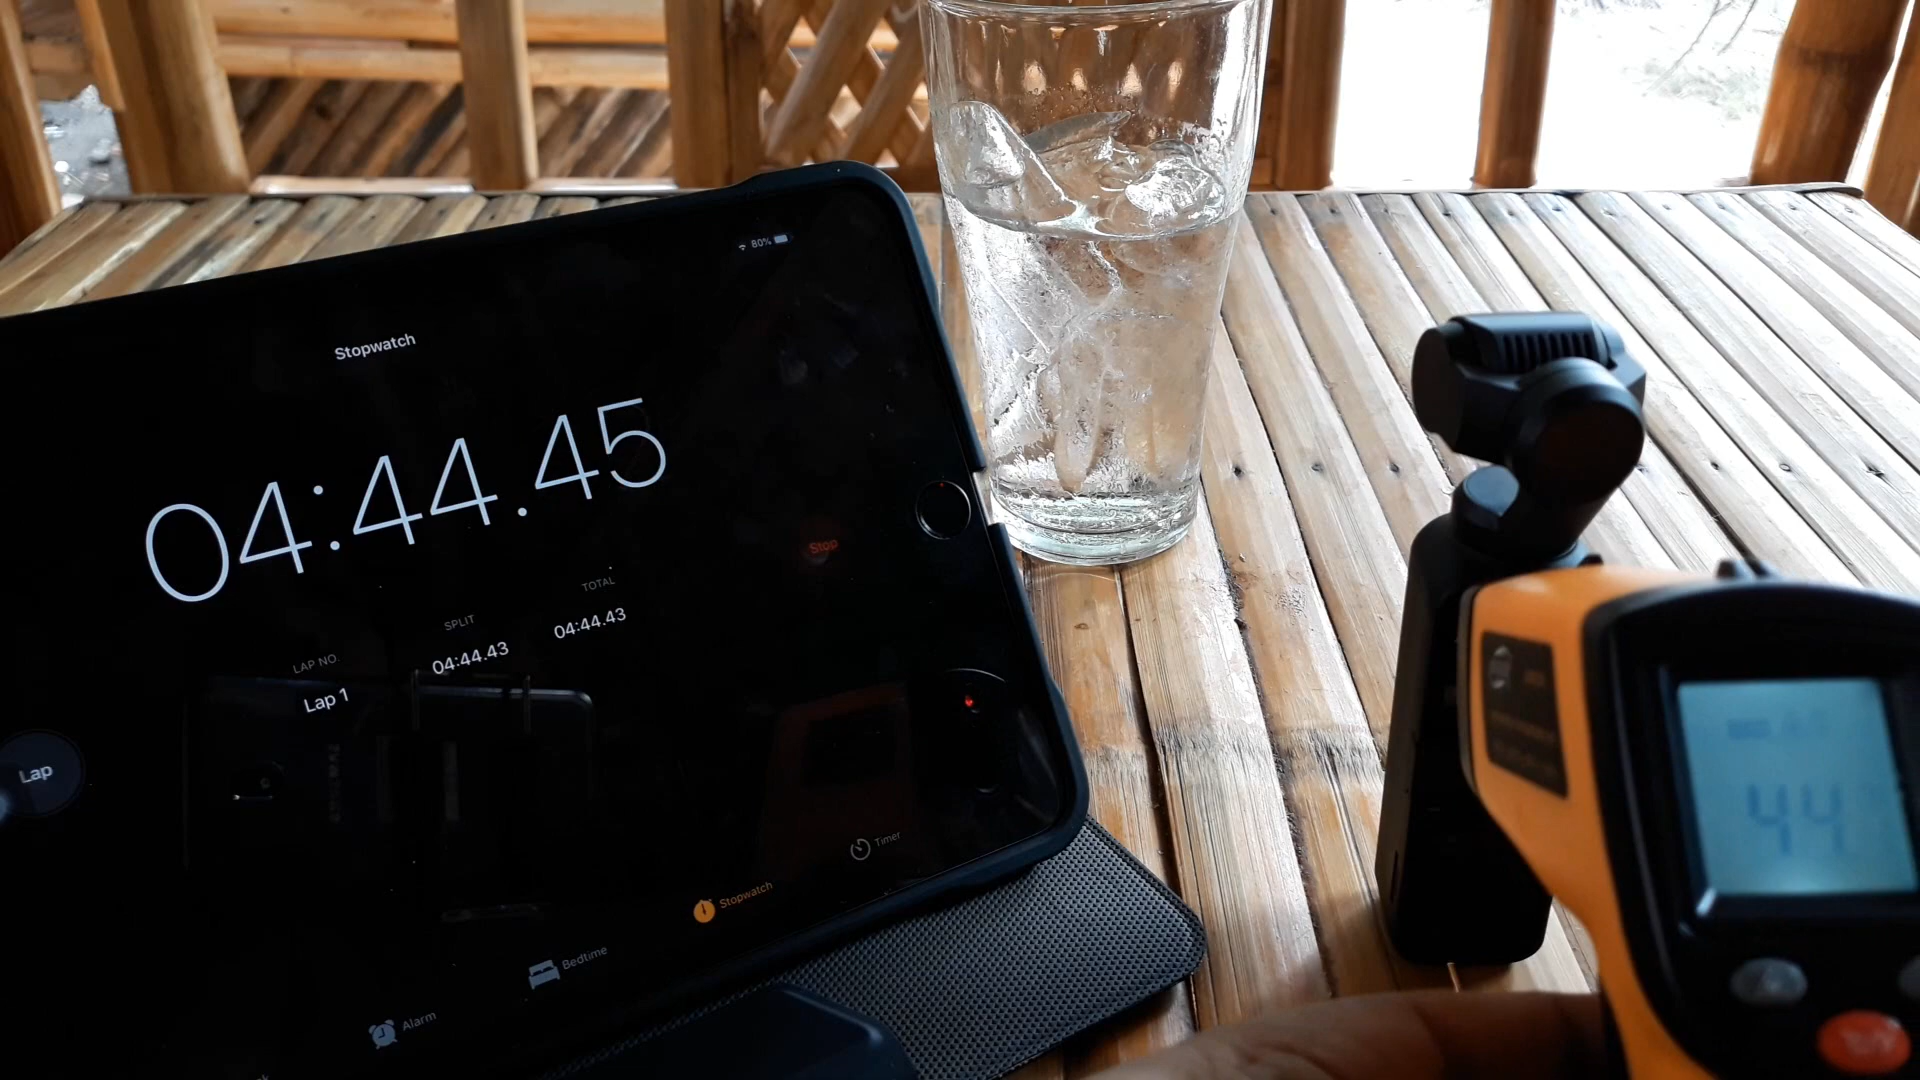 80%
Stopwatch
04:44.45
Stop
LAP NO.
SPLIT
TOTAL
Lap 1
04:44.43
04:44.43
Lap
Timer
Stopwatch
Bedtime
Alarm
44